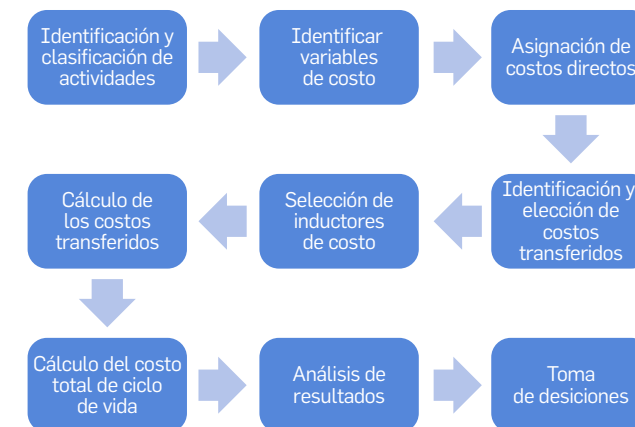 Identificación y
clasificación de
actividades
Identificar
variables
de costo
Asignación de
costos directos
Identificación y
elección de
costos
transferidos
Selección de
inductores
de costo
Cálculo de
los costos
transferidos
Cálculo del costo
total de ciclo
de vida
Análisis de
resultados
Toma
de desiciones